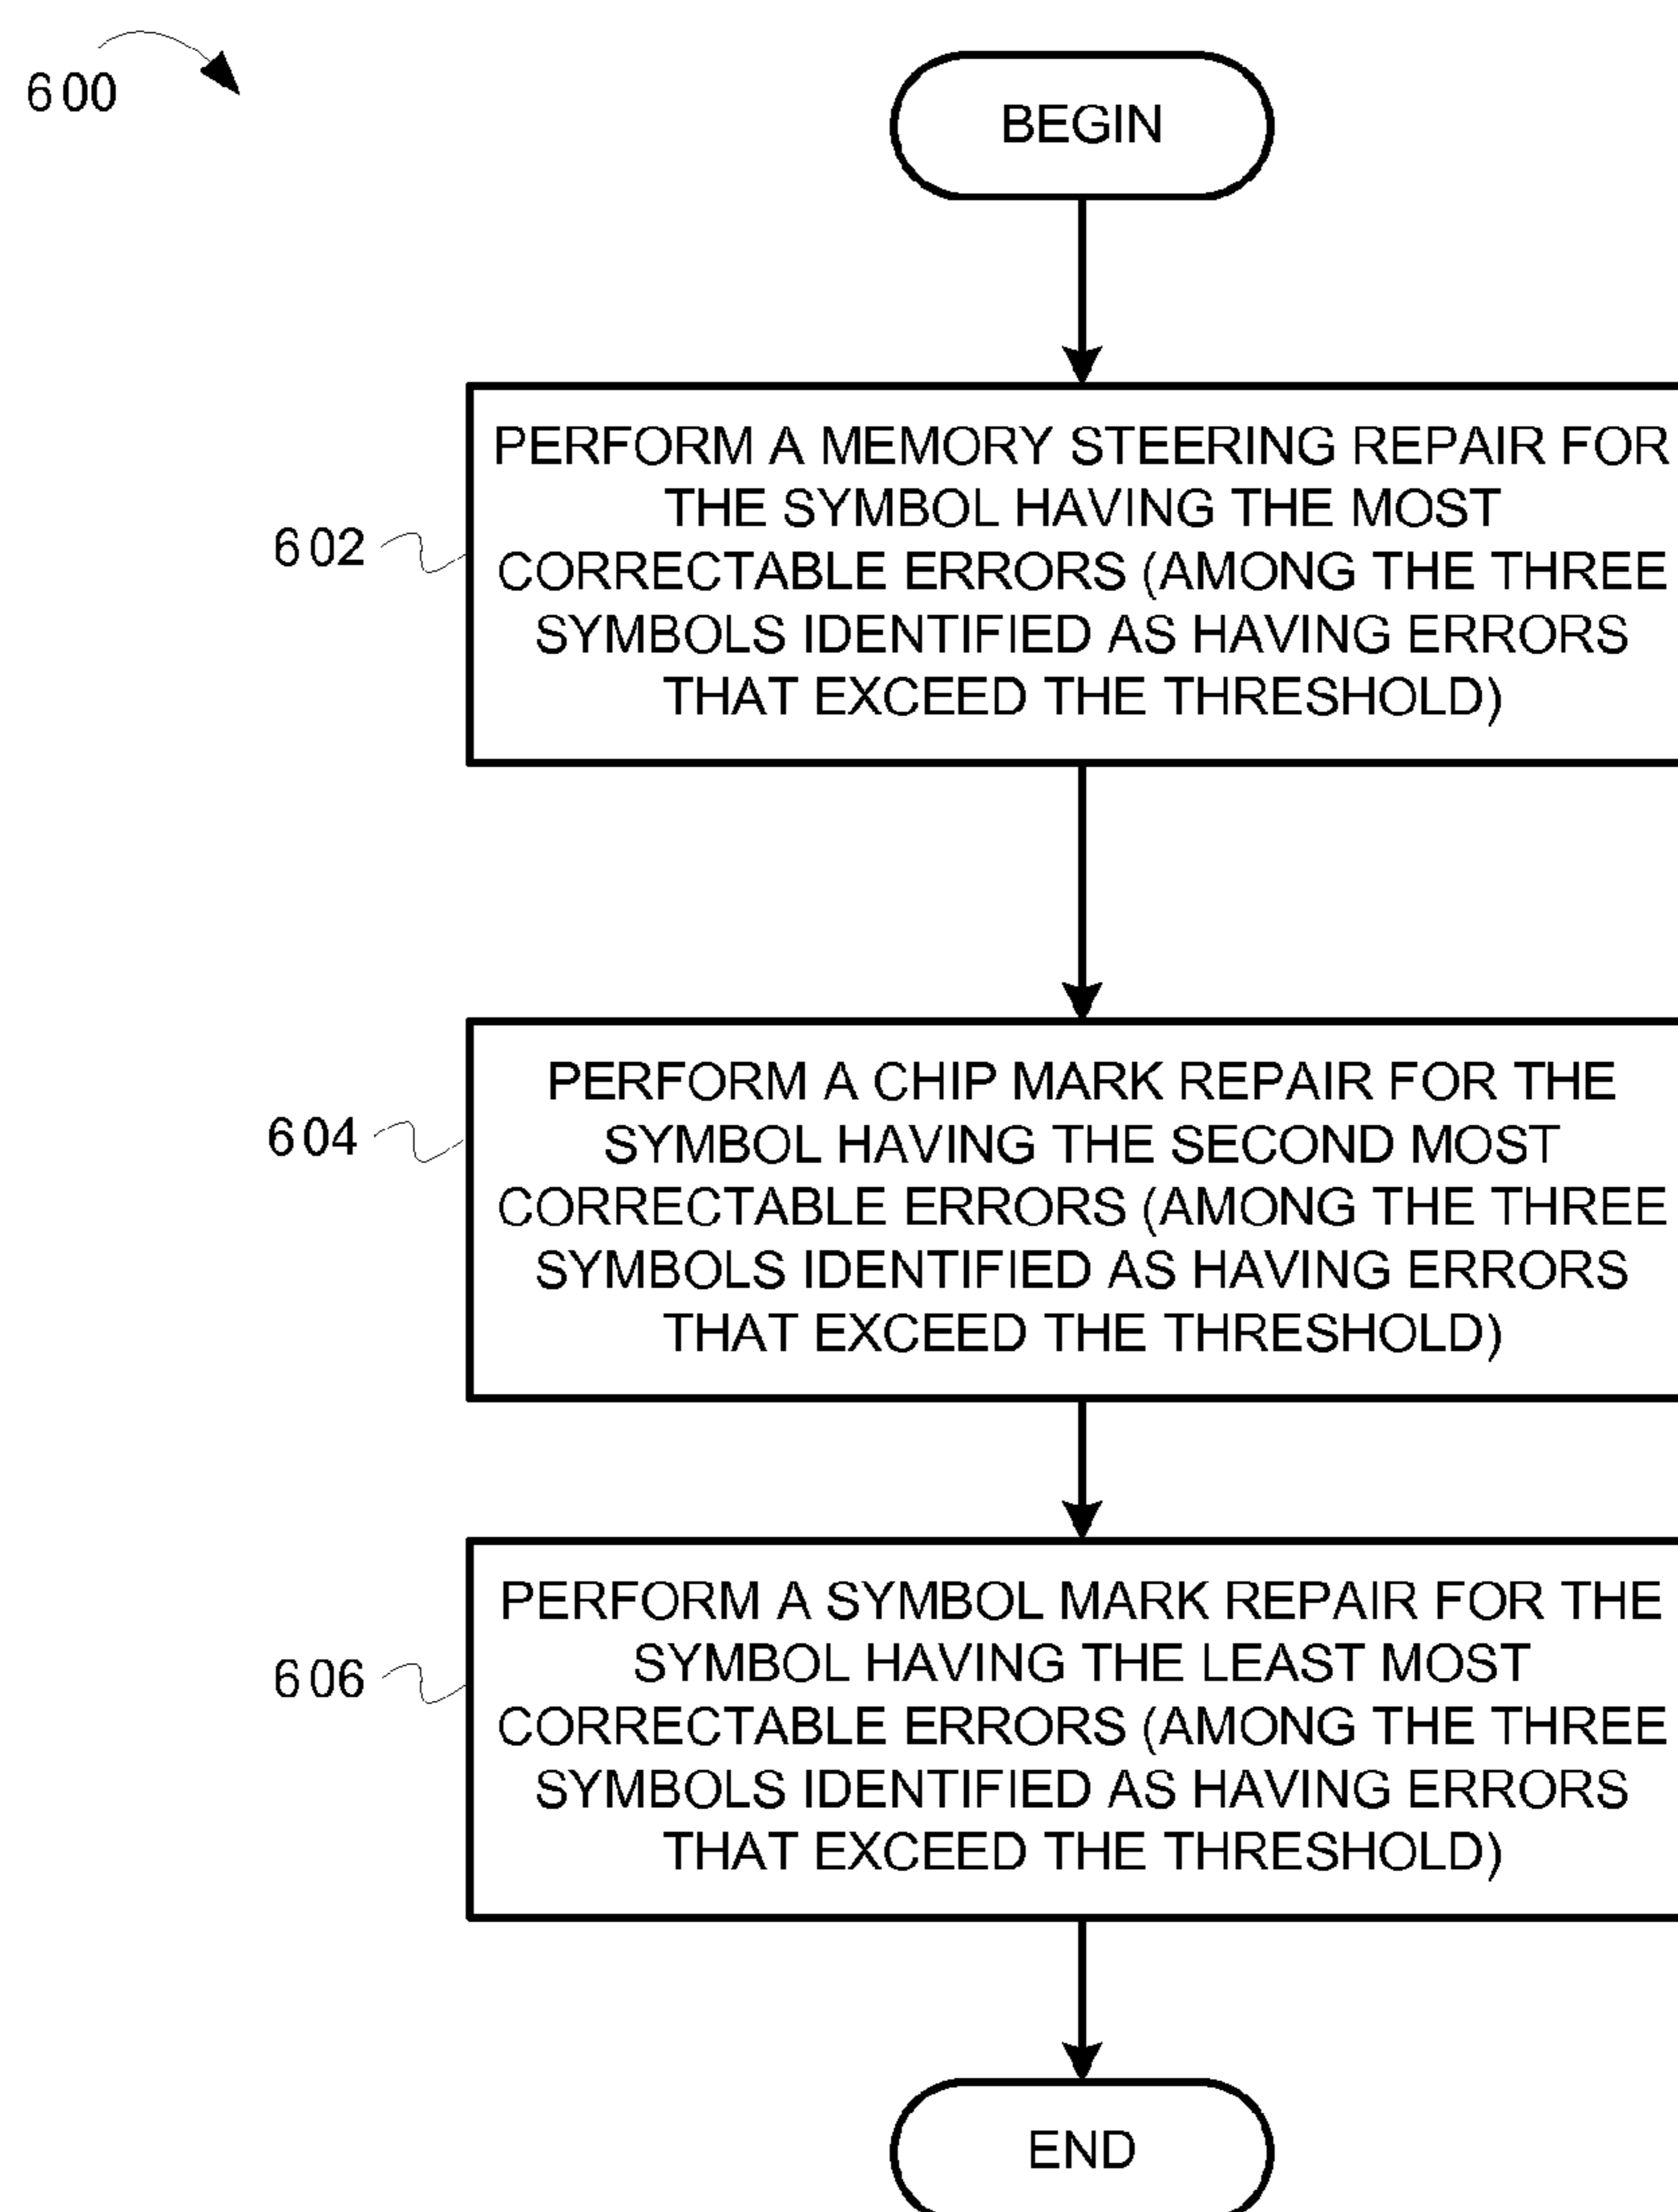 600
BEGIN
PERFORM A MEMORY STEERING REPAIR FOR
THE SYMBOL HAVING THE MOST
CORRECTABLE ERRORS (AMONG THE THREE
SYMBOLS IDENTIFIED AS HAVING ERRORS
THAT EXCEED THE THRESHOLD)
602
PERFORM A CHIP MARK REPAIR FOR THE
SYMBOL HAVING THE SECOND MOST
CORRECTABLE ERRORS (AMONG THE THREE
SYMBOLS IDENTIFIED AS HAVING ERRORS
THAT EXCEED THE THRESHOLD)
604
PERFORM A SYMBOL MARK REPAIR FOR THE
SYMBOL HAVING THE LEAST MOST
CORRECTABLE ERRORS (AMONG THE THREE
SYMBOLS IDENTIFIED AS HAVING ERRORS
THAT EXCEED THE THRESHOLD)
606
END